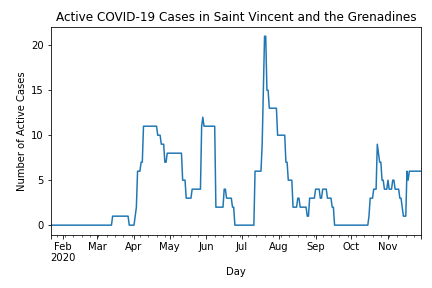 Active COVID-19 Cases in Saint Vincent and the Grenadines
Number of Active Cases
20
15
10
5
0
Feb Mar Apr May Jun Jul Aug Sep Oct Nov
2020
Day